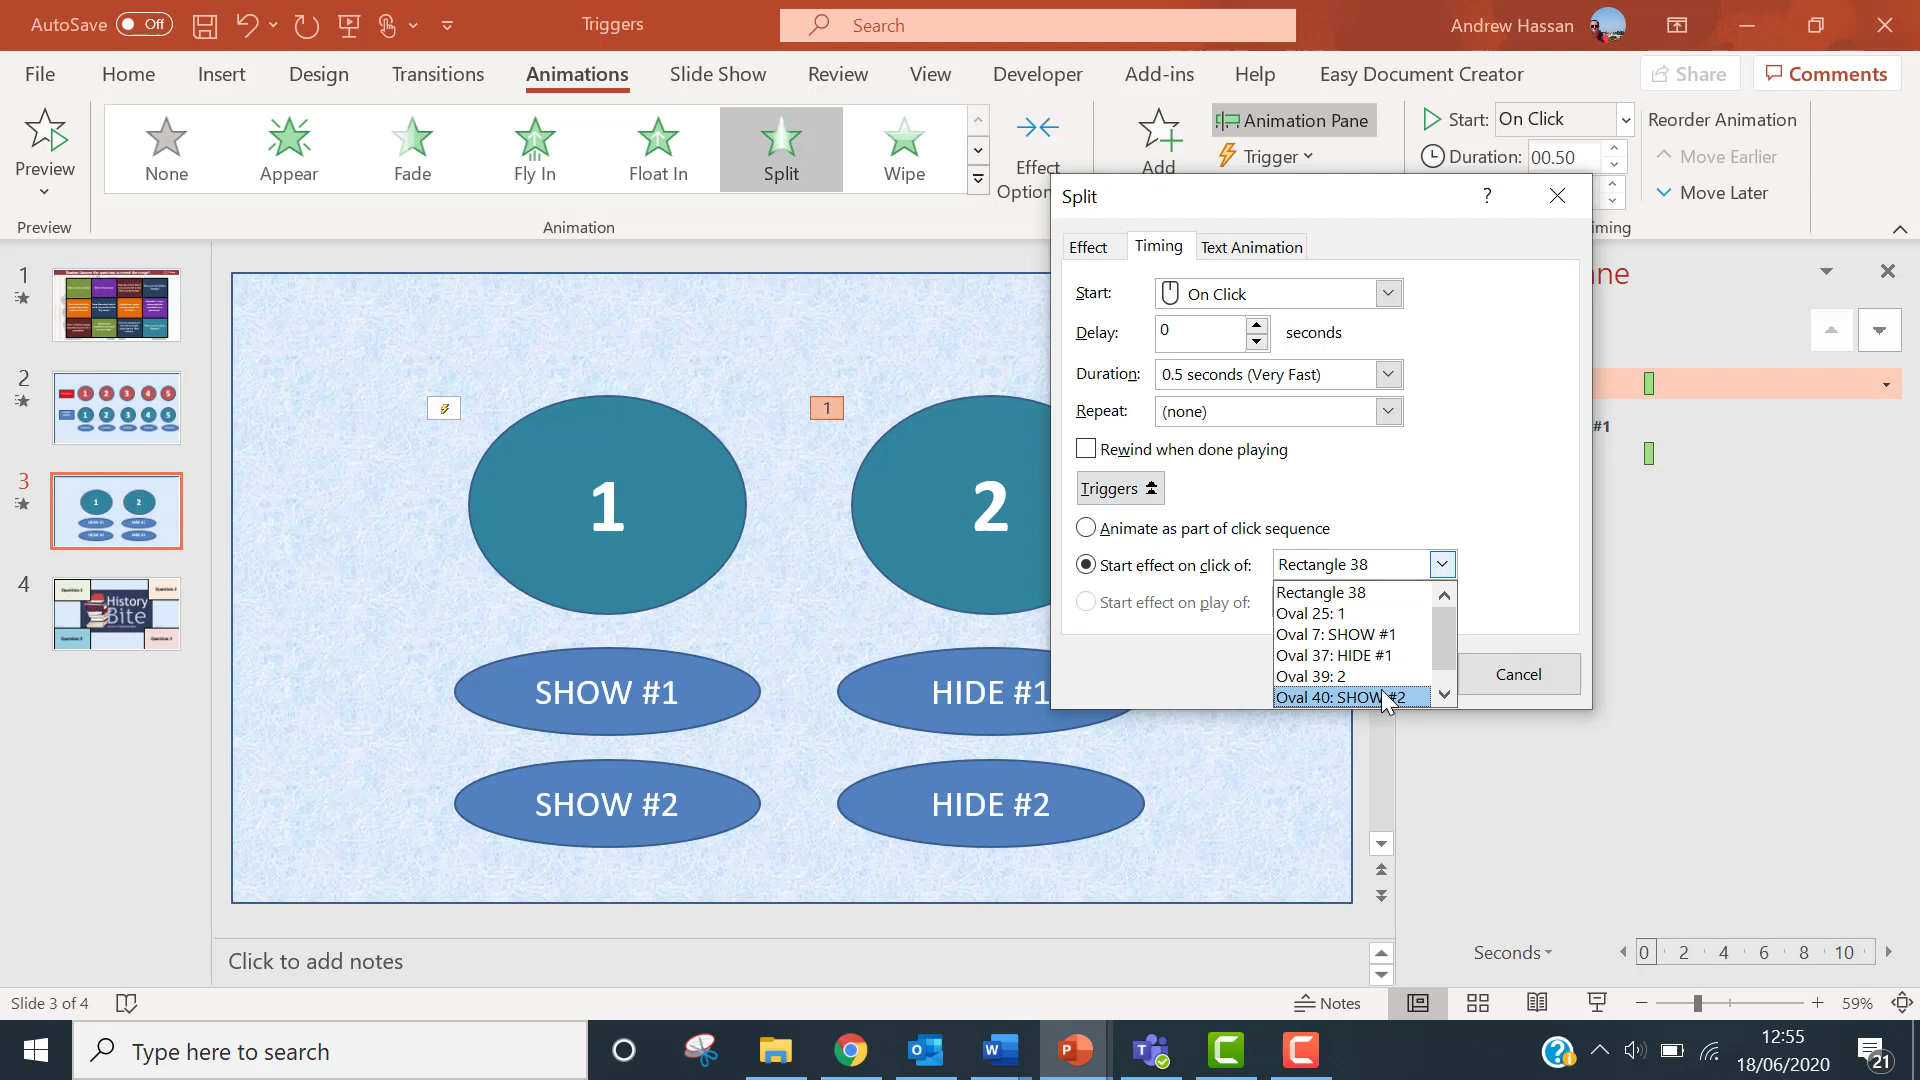 AutoSave Off
Triggers
Search
Andrew Hassan
File Home Insert Design Transitions Animations Slide Show Review View Developer Add-ins Help Easy Document Creator Share Comments
Preview
Preview
None Appear Fade Fly In Float In Split Wipe
Animation
Effect
Option
Add
Animation Pane
Trigger
Start: On Click
Duration: 00.50
Reorder Animation
Move Earlier
Move Later
iming
Split ?
Effect Timing Text Animation
Start: On Click
Delay: 0 seconds
Duration: 0.5 seconds (Very Fast)
Repeat: (none)
Rewind when done playing
Triggers
Animate as part of click sequence
Start effect on click of: Rectangle 38
Start effect on play of:
Rectangle 38
Oval 25: 1
Oval 7: SHOW #1
Oval 37: HIDE #1
Oval 39: 2
Oval 40: SHOW #2
Cancel
ne
#1
Seconds 0 2 4 6 8 10
1
2
3
4
History
Bite
1
1
2
SHOW #1
HIDE #1
SHOW #2
HIDE #2
Click to add notes
Slide 3 of 4
Notes
59%
Type here to search
12:55
18/06/2020
21